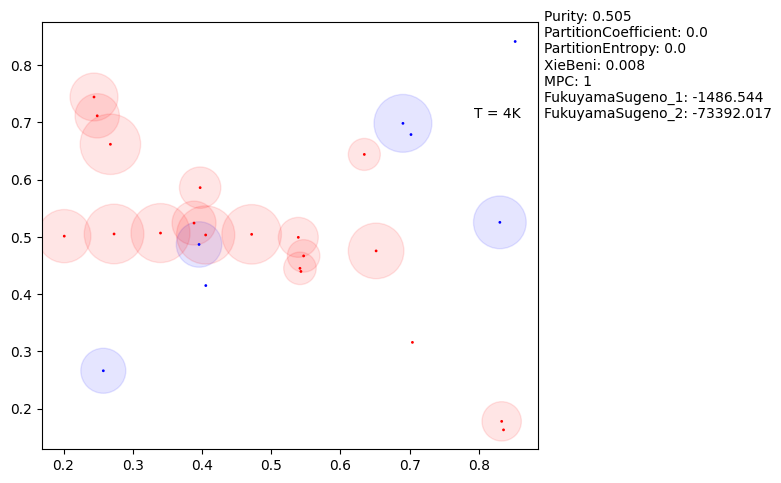 Purity: 0.505
PartitionCoefficient: 0.0
PartitionEntropy: 0.0
XieBeni: 0.008
MPC: 1
FukuyamaSugeno_1: -1486.544
FukuyamaSugeno_2: -73392.017
T = 4K
0.8
0.7
0.6
0.5
0.4
0.3
0.2
0.2 0.3 0.4 0.5 0.6 0.7 0.8